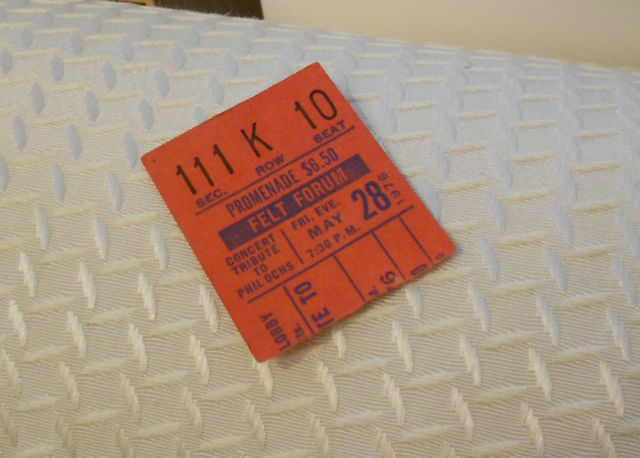 111 K 10
SEC. ROW SEAT
PROMENADE $6.50
FELT FORUM
CONCERT
TRIBUTE
TO
PHIL OCHS
FRI. EVE.
MAY 28 1976
7:30 P.M.
LOBBY
TO